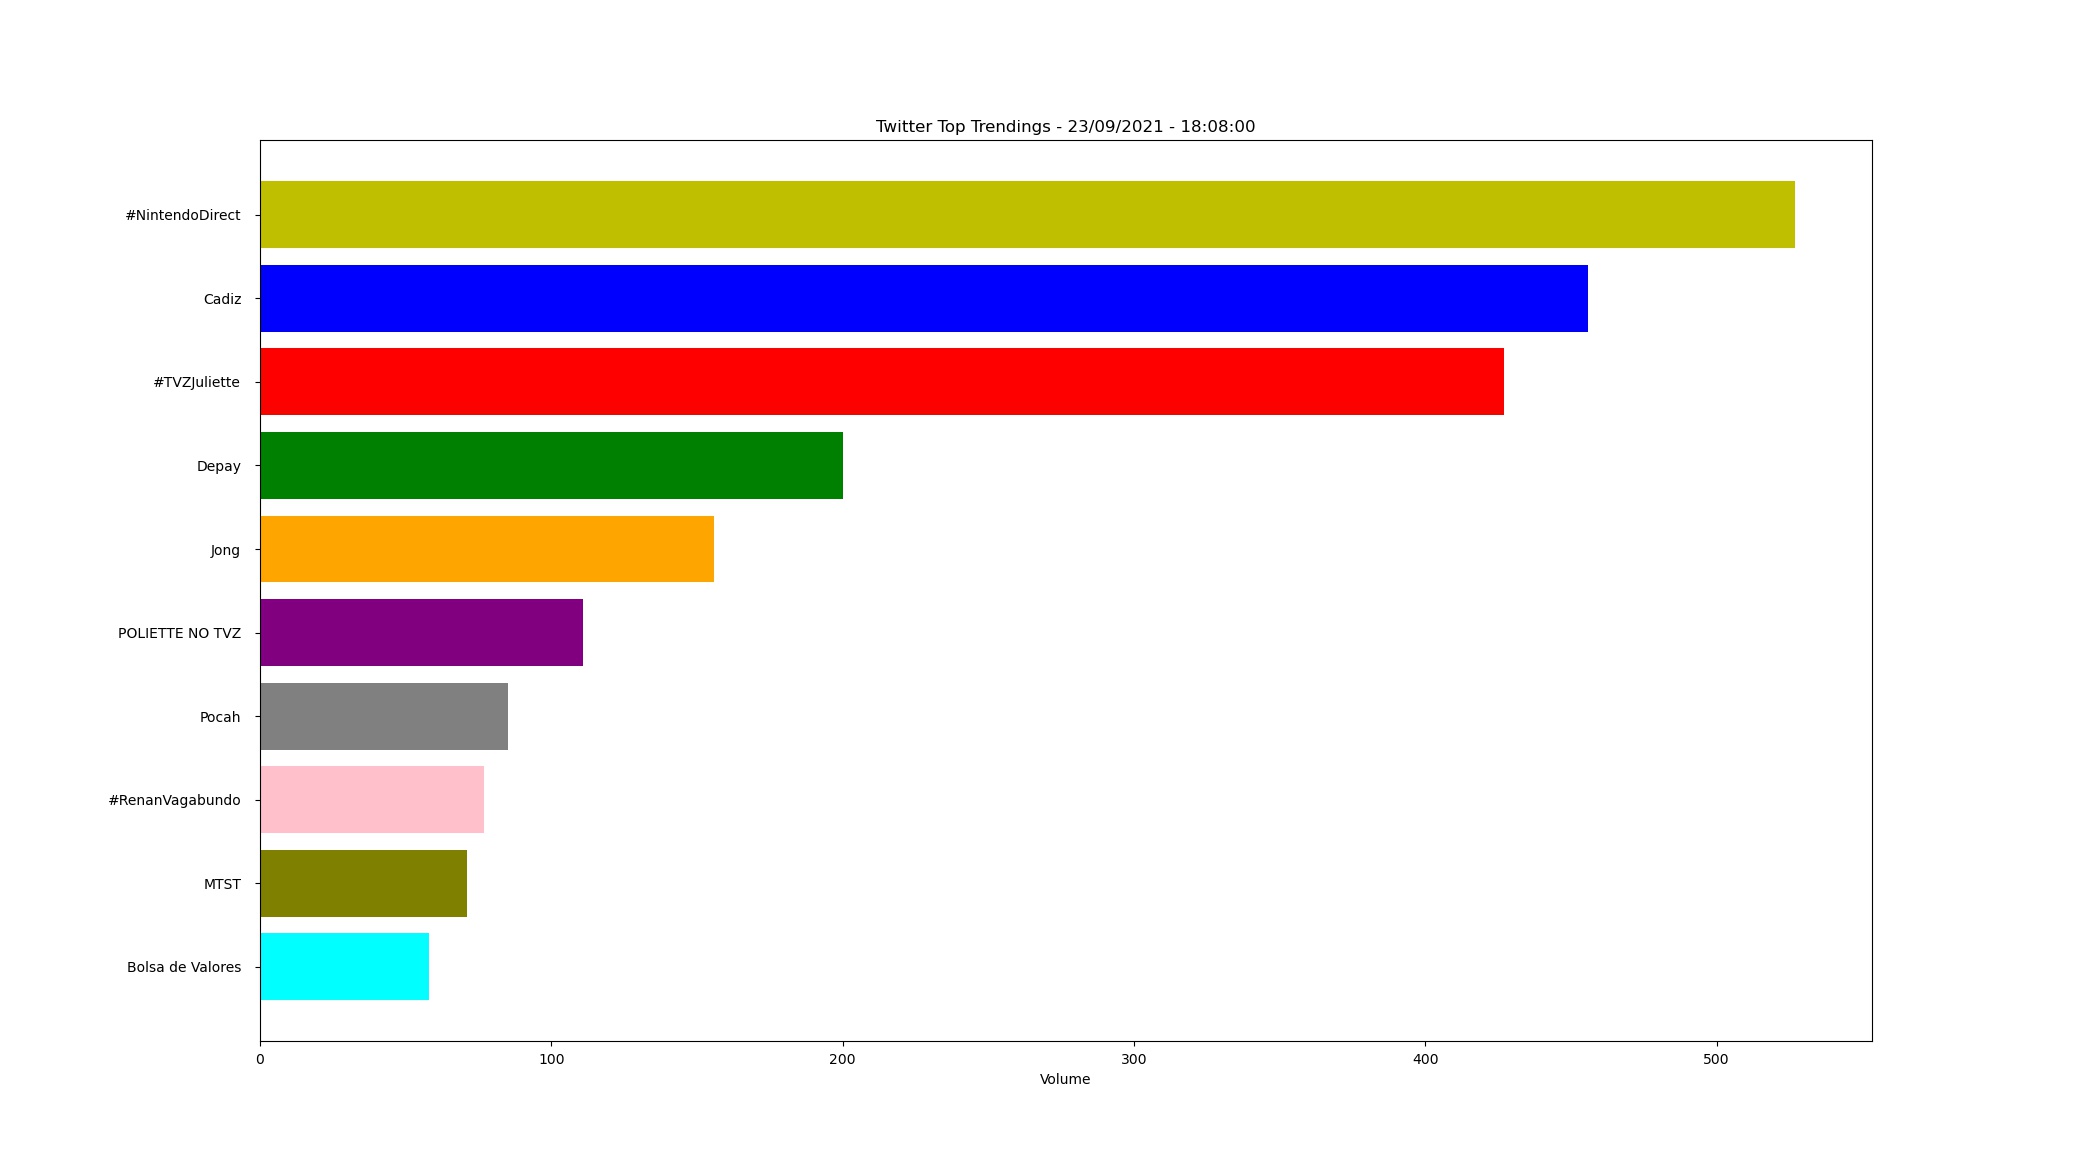 Twitter Top Trendings - 23/09/2021 - 18:08:00
#NintendoDirect
Cadiz
#TVZJuliette
Depay
Jong
POLIETTE NO TVZ
Pocah
#RenanVagabundo
MTST
Bolsa de Valores
0 100 200 300 400 500
Volume